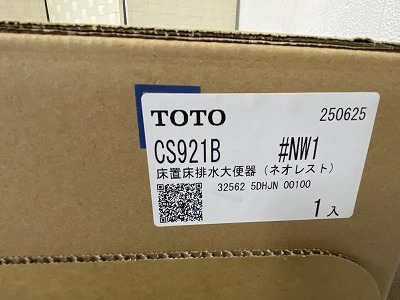 TOTO 250625
CS921B #NW1
床置床排水大便器(ネオレスト)
32562 5DHJN 00100
1入